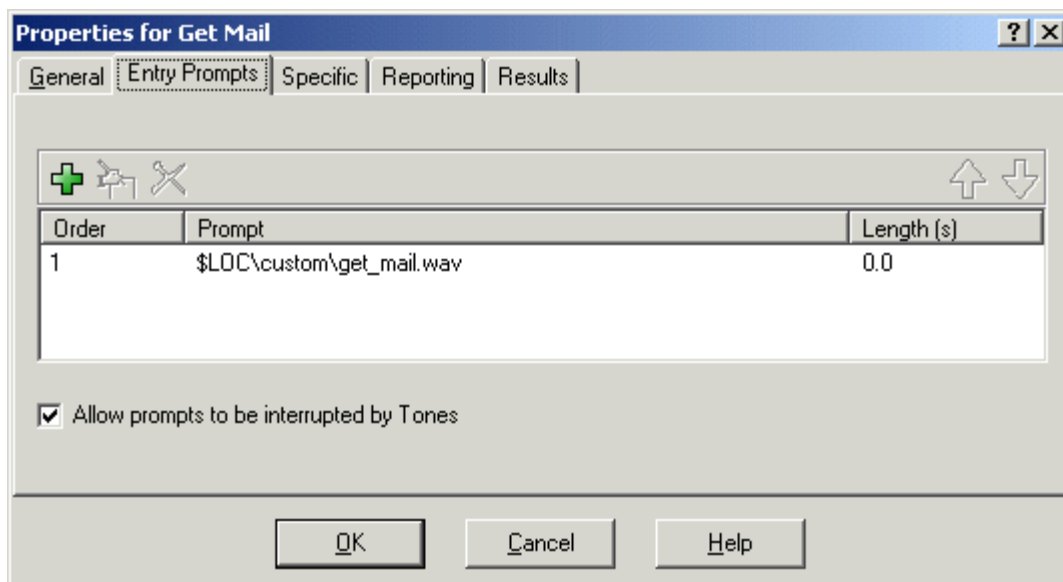 Properties for Get Mail
General Entry Prompts Specific Reporting Results
Order Prompt Length (s)
1 $LOC\custom\get_mail.wav 0.0
Allow prompts to be interrupted by Tones
OK Cancel Help